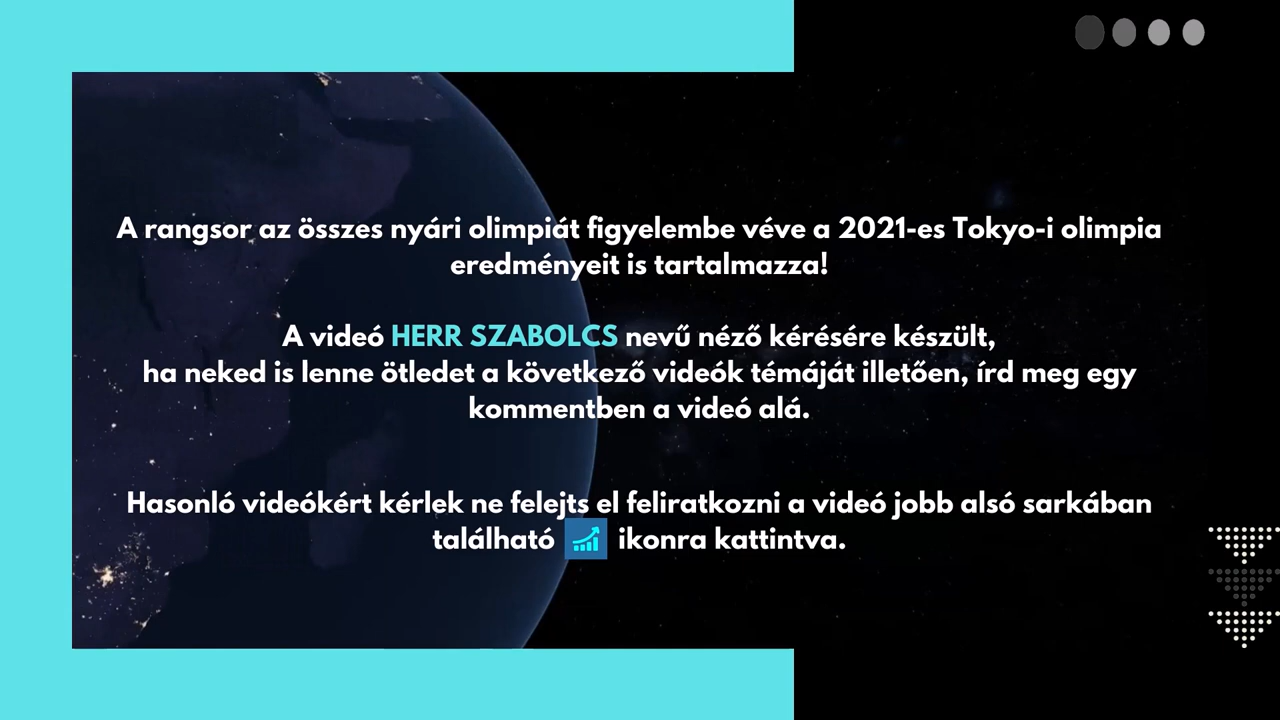 A rangsor az összes nyári olimpiát figyelembe véve a 2021-es Tokyo-i olimpia
eredményeit is tartalmazza!
A videó HERR SZABOLCS nevű néző kérésére készült,
ha neked is lenne ötledet a következő videók témáját illetően, írd meg egy
kommentben a videó alá.
Hasonló videókért kérlek ne felejts el feliratkozni a videó jobb alsó sarkában
található ikonra kattintva.